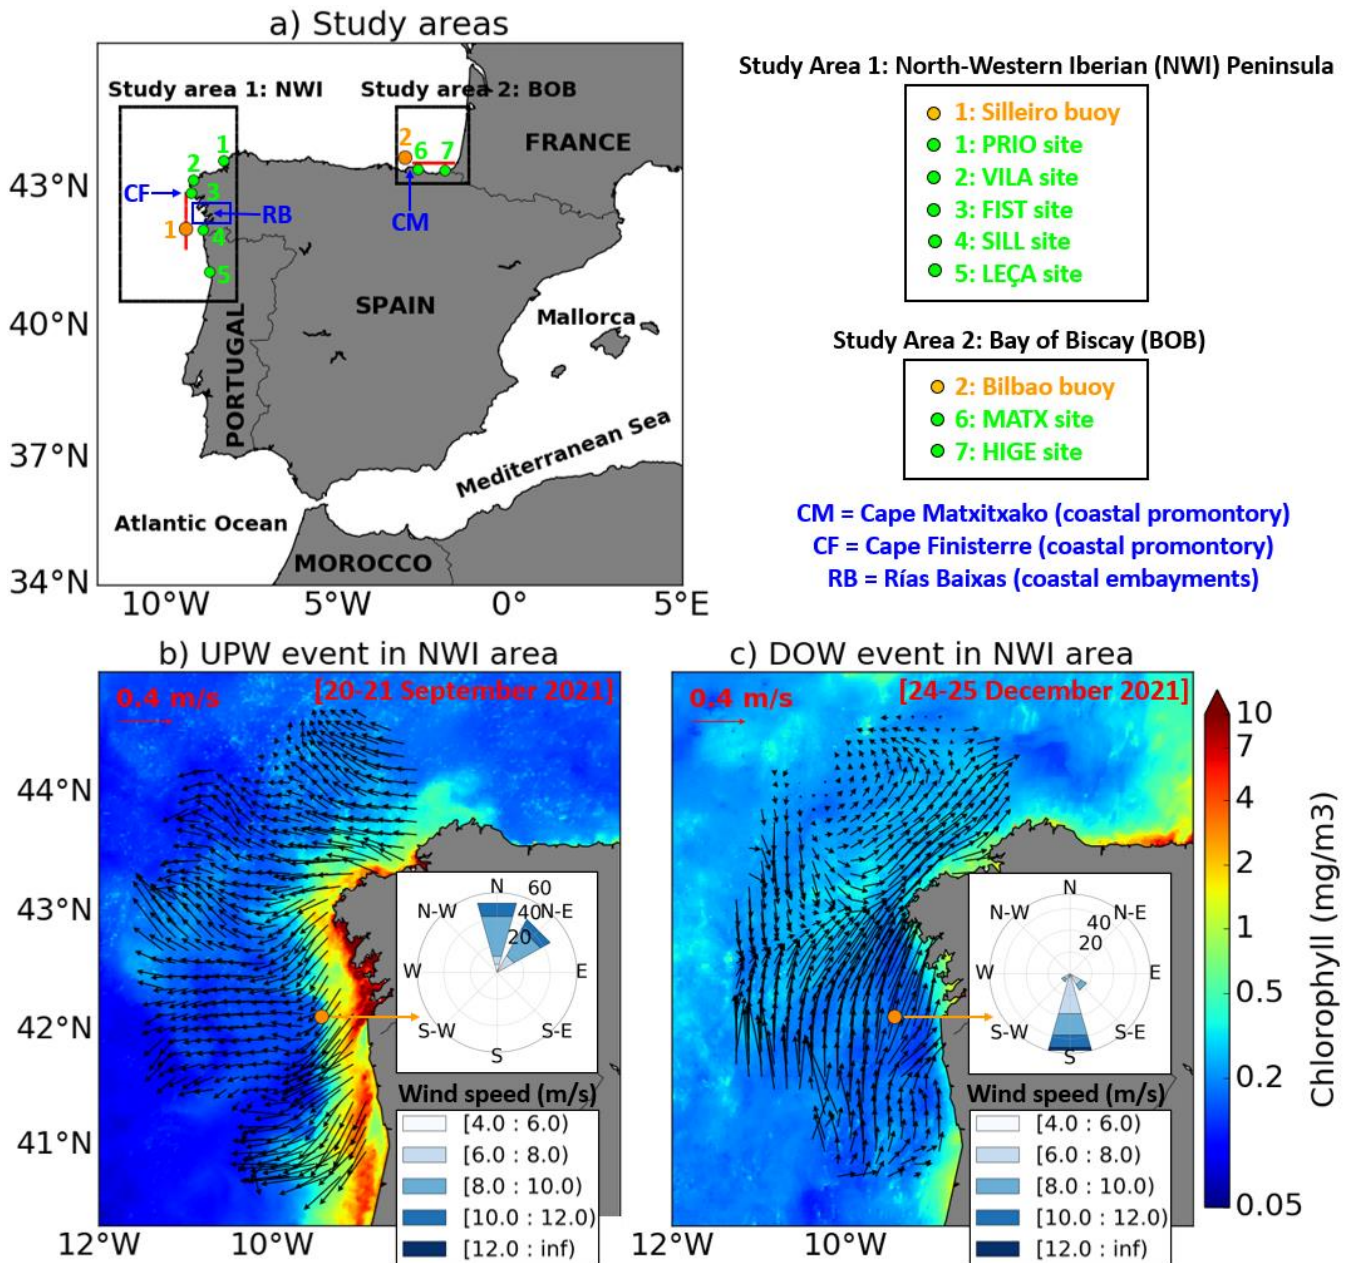 a) Study areas
Study area 1: NWI
Study area 2: BOB
FRANCE
1
2
3
4
5
CF
RB
1
2
6
7
CM
SPAIN
PORTUGAL
Mallorca
Mediterranean Sea
Atlantic Ocean
MOROCCO
43°N
40°N
37°N
34°N
10°W
5°W
0°
5°E
Study Area 1: North-Western Iberian (NWI) Peninsula
1: Silleiro buoy
1: PRIO site
2: VILA site
3: FIST site
4: SILL site
5: LEÇA site
Study Area 2: Bay of Biscay (BOB)
2: Bilbao buoy
6: MATX site
7: HIGE site
CM = Cape Matxitxako (coastal promontory)
CF = Cape Finisterre (coastal promontory)
RB = Rías Baixas (coastal embayments)
b) UPW event in NWI area
0.4 m/s
[20-21 September 2021]
44°N
43°N
42°N
41°N
12°W
10°W
N
N-E
E
S-E
S
S-W
W
N-W
60
40
20
Wind speed (m/s)
[4.0 : 6.0)
[6.0 : 8.0)
[8.0 : 10.0)
[10.0 : 12.0)
[12.0 : inf)
c) DOW event in NWI area
0.4 m/s
[24-25 December 2021]
12°W
10°W
N
N-E
E
S-E
S
S-W
W
N-W
40
20
Wind speed (m/s)
[4.0 : 6.0)
[6.0 : 8.0)
[8.0 : 10.0)
[10.0 : 12.0)
[12.0 : inf)
10
7
4
2
1
0.5
0.2
0.05
Chlorophyll (mg/m3)